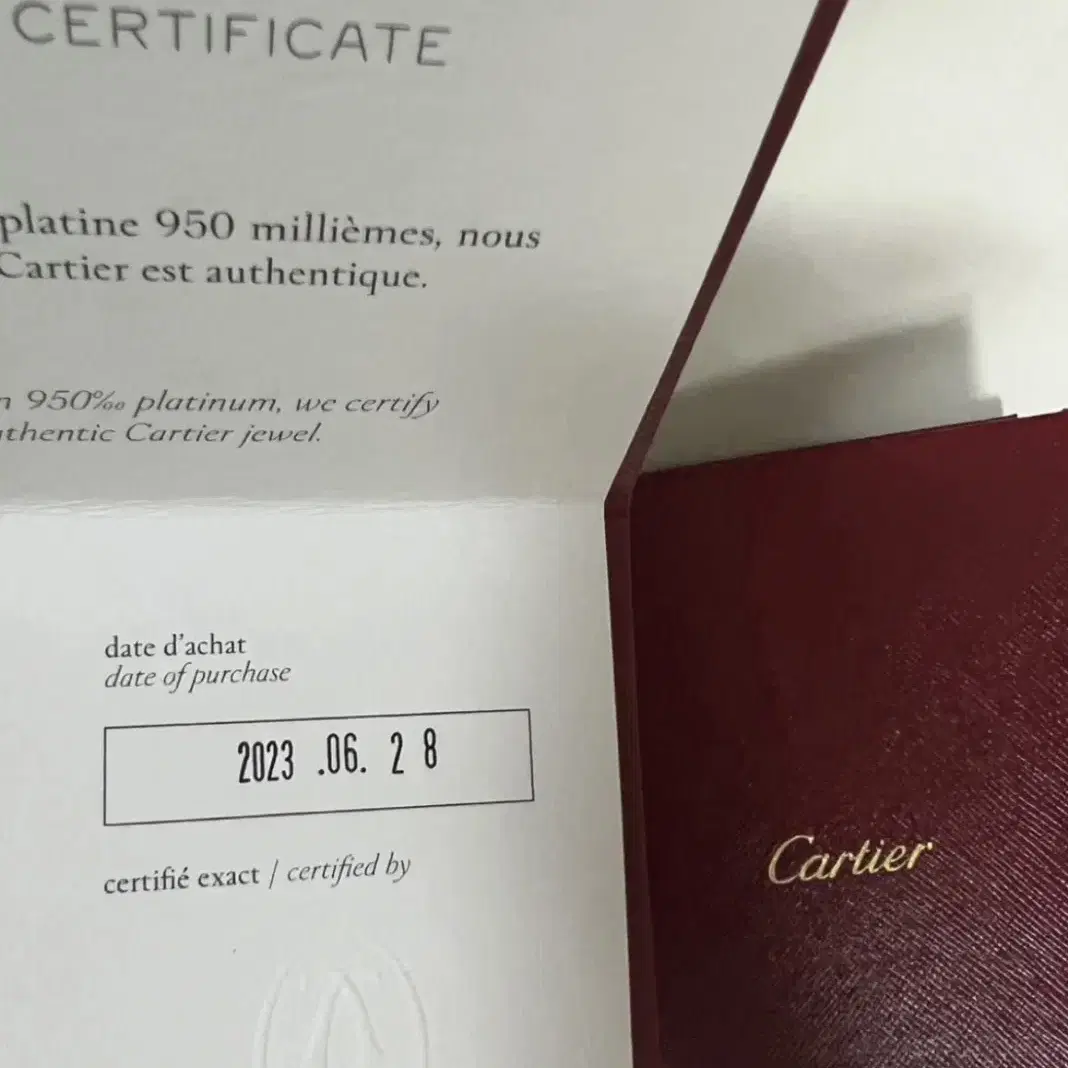 CERTIFICATE
platine 950 millièmes, nous
Cartier est authentique.
950‰ platinum, we certify
Cartier jewel.
date d'achat
date of purchase
2023 .06. 2 8
certifié exact / certified by
Cartier